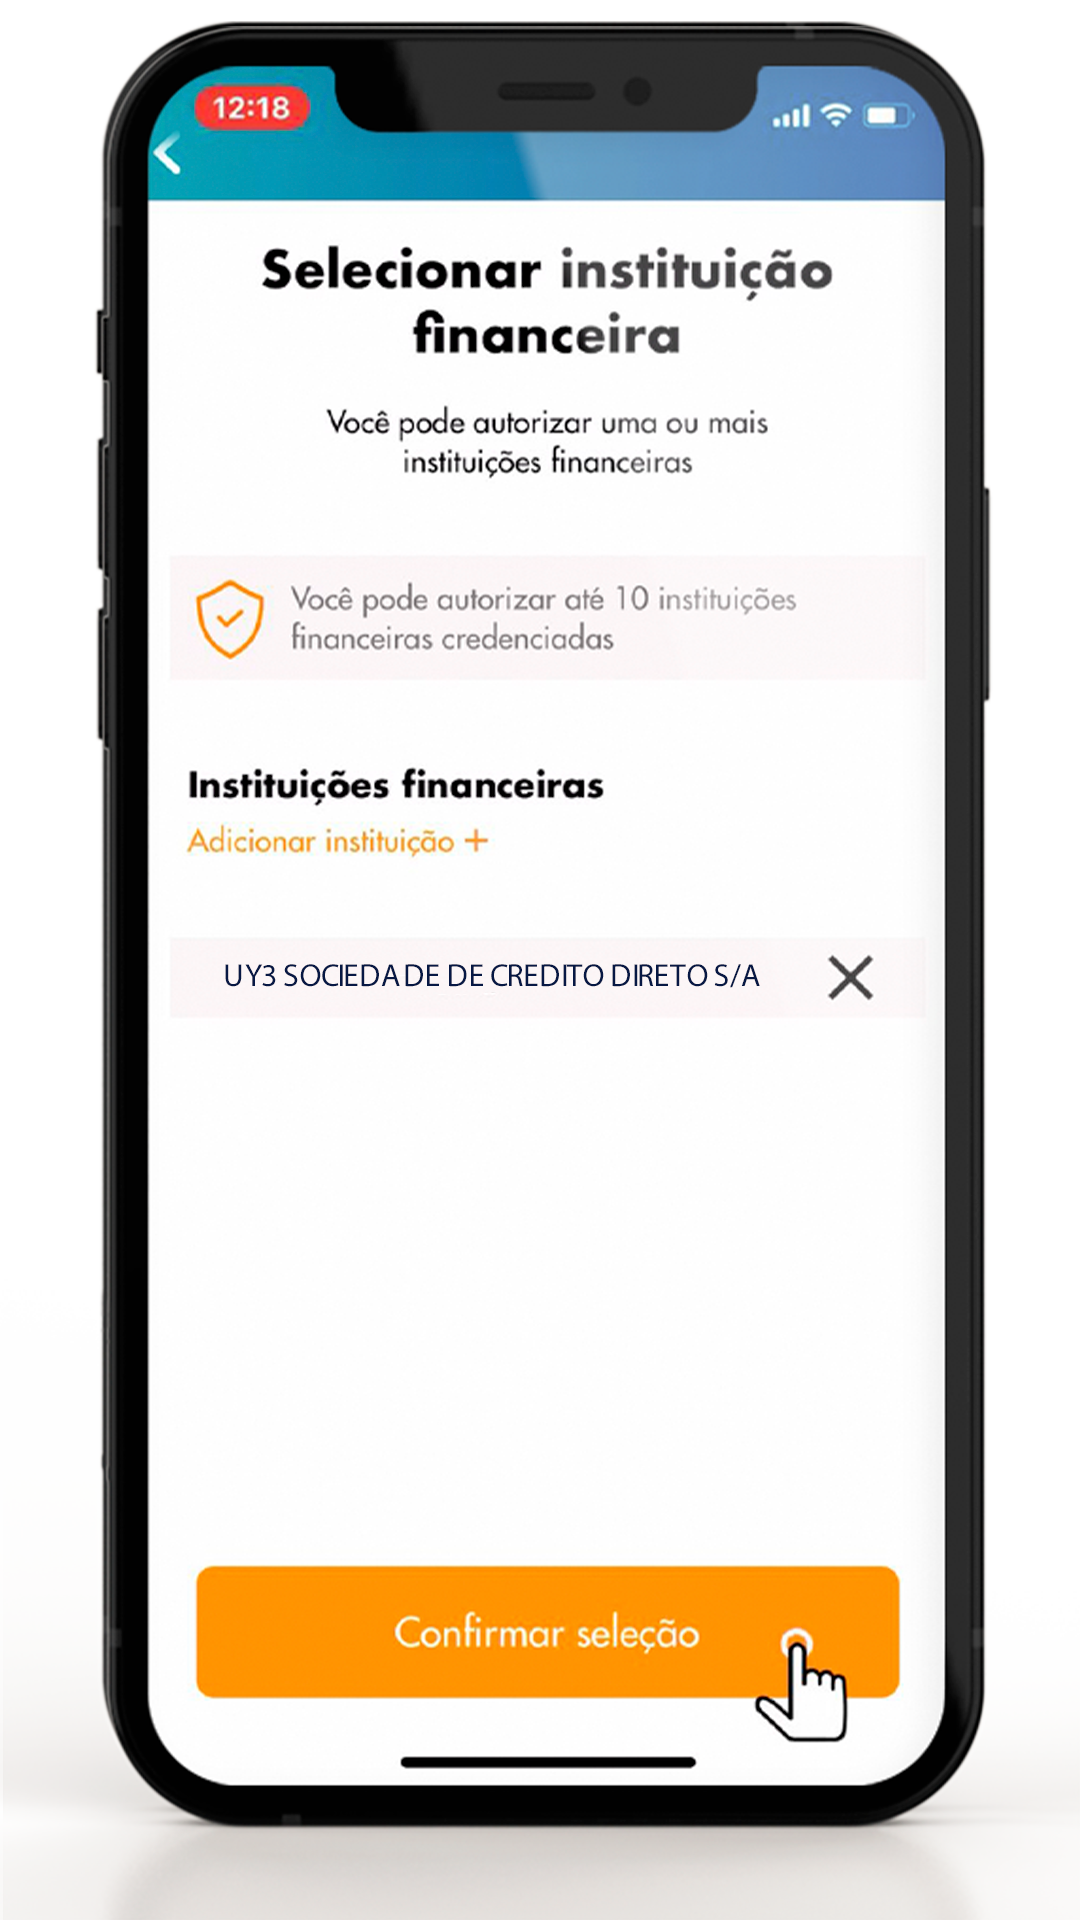 12:18
Selecionar instituição
financeira
Você pode autorizar uma ou mais
instituições financeiras
Você pode autorizar até 10 instituições
financeiras credenciadas
Instituições financeiras
Adicionar instituição +
UY3 SOCIEDADE DE CREDITO DIRETO S/A
Confirmar seleção